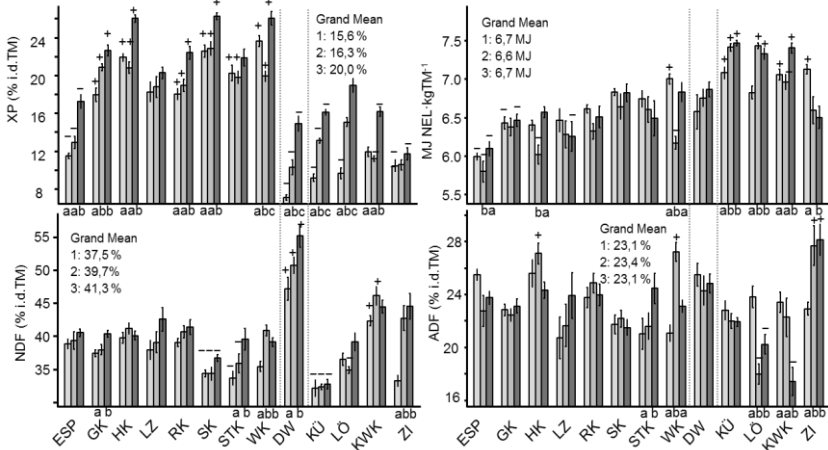 XP (% i.d.TM)
24
20
16
12
8
Grand Mean
1: 15,6 %
2: 16,3 %
3: 20,0 %
aab abb aab aab aab abc abc abc abc aab
MJ NEL·kgTM⁻¹
7.5
6.5
6.0
5.5
Grand Mean
1: 6,7 MJ
2: 6,6 MJ
3: 6,7 MJ
ba ba aba abb abb aab a b
NDF (% i.d.TM)
55
50
45
40
35
Grand Mean
1: 37,5 %
2: 39,7%
3: 41,3 %
a b a b abb a b abb
ESP GK HK LZ RK SK STK WK DW KÜ LÖ KWK ZI
ADF (% i.d.TM)
28
24
22
18
16
Grand Mean
1: 23,1 %
2: 23,4 %
3: 23,1 %
a b aba abb aab abb
ESP GK HK LZ RK SK STK WK DW KÜ LÖ KWK ZI